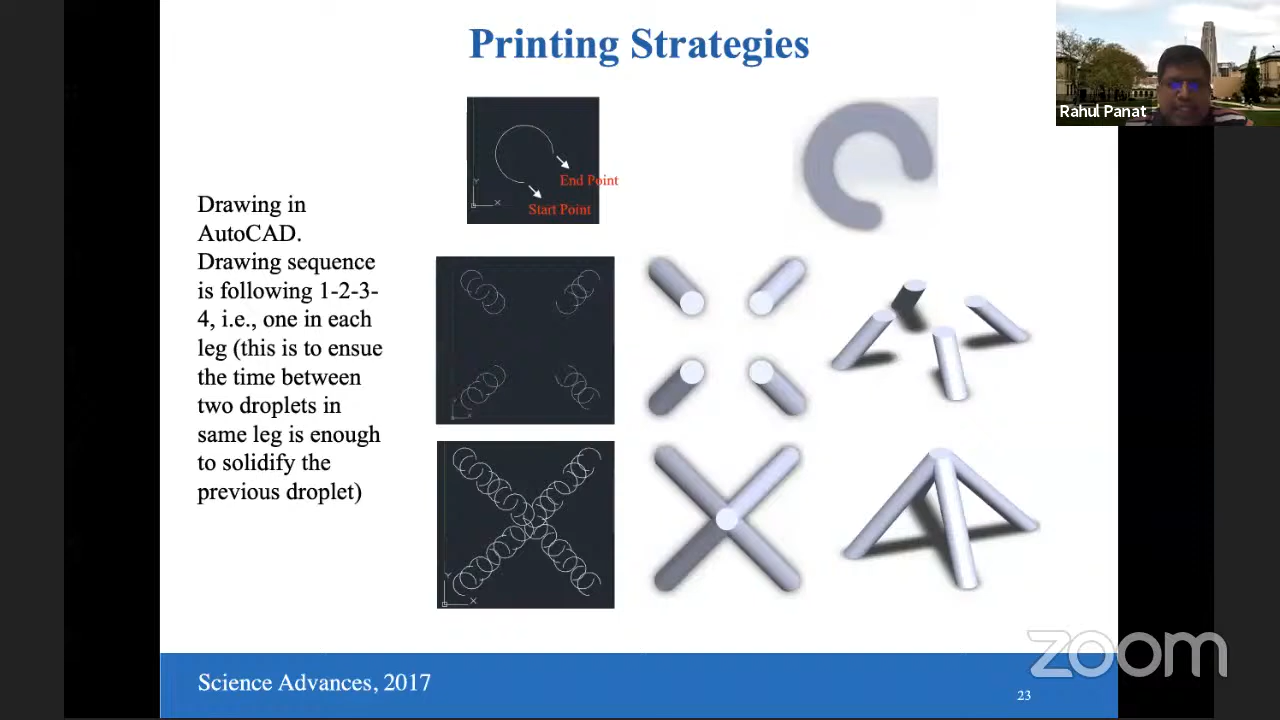 Printing Strategies
Rahul Panat
End Point
Start Point
Y
X
Drawing in
AutoCAD.
Drawing sequence
is following 1-2-3-
4, i.e., one in each
leg (this is to ensue
the time between
two droplets in
same leg is enough
to solidify the
previous droplet)
Y
X
zoom
Science Advances, 2017
23